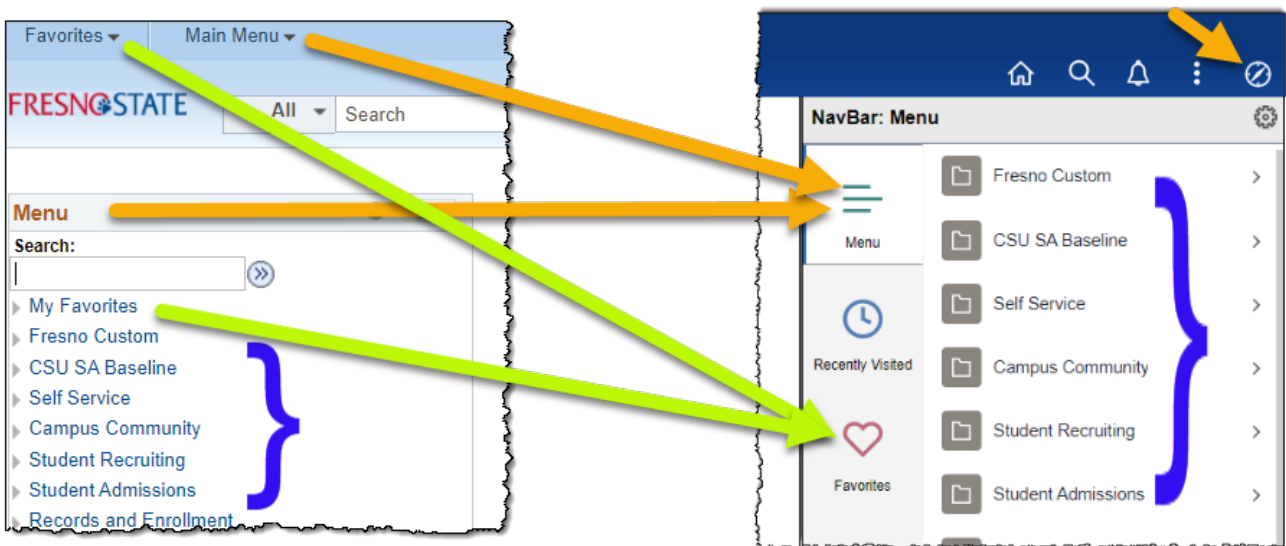 Favorites Main Menu
FRESNO STATE
All Search
Menu
Search:
My Favorites
Fresno Custom
CSU SA Baseline
Self Service
Campus Community
Student Recruiting
Student Admissions
Records and Enrollment
NavBar: Menu
Menu
Recently Visited
Favorites
Fresno Custom
CSU SA Baseline
Self Service
Campus Community
Student Recruiting
Student Admissions